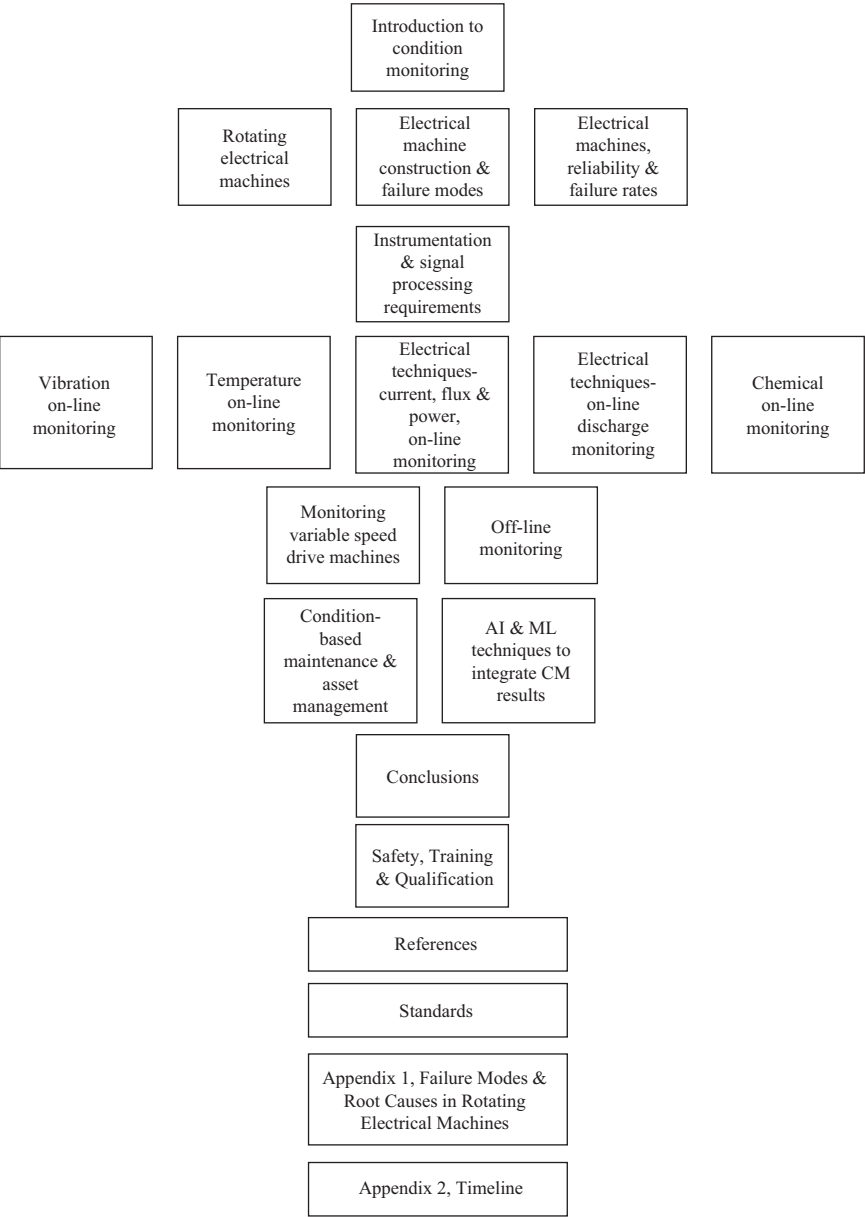 Introduction to
condition
monitoring
Rotating
electrical
machines
Electrical
machine
construction &
failure modes
Electrical
machines,
reliability &
failure rates
Instrumentation
& signal
processing
requirements
Vibration
on-line
monitoring
Temperature
on-line
monitoring
Electrical
techniques-
current, flux &
power,
on-line
monitoring
Electrical
techniques-
on-line
discharge
monitoring
Chemical
on-line
monitoring
Monitoring
variable speed
drive machines
Off-line
monitoring
Condition-
based
maintenance &
asset
management
AI & ML
techniques to
integrate CM
results
Conclusions
Safety, Training
& Qualification
References
Standards
Appendix 1, Failure Modes &
Root Causes in Rotating
Electrical Machines
Appendix 2, Timeline